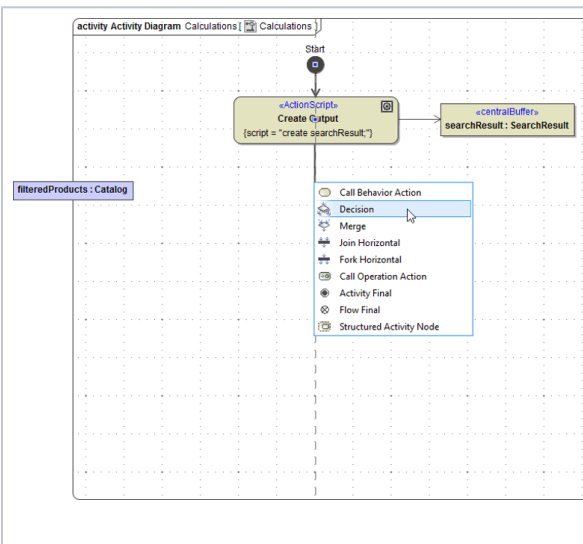 activity Activity Diagram Calculations [ Calculations ]
Start
«ActionScript»
Create Output
{script = "create searchResult;"}
«centralBuffer»
searchResult : SearchResult
filteredProducts : Catalog
Call Behavior Action
Decision
Merge
Join Horizontal
Fork Horizontal
Call Operation Action
Activity Final
Flow Final
Structured Activity Node